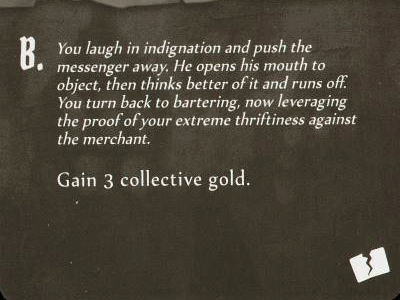 B. You laugh in indignation and push the
messenger away. He opens his mouth to
object, then thinks better of it and runs off.
You turn back to bartering, now leveraging
the proof of your extreme thriftiness against
the merchant.
Gain 3 collective gold.